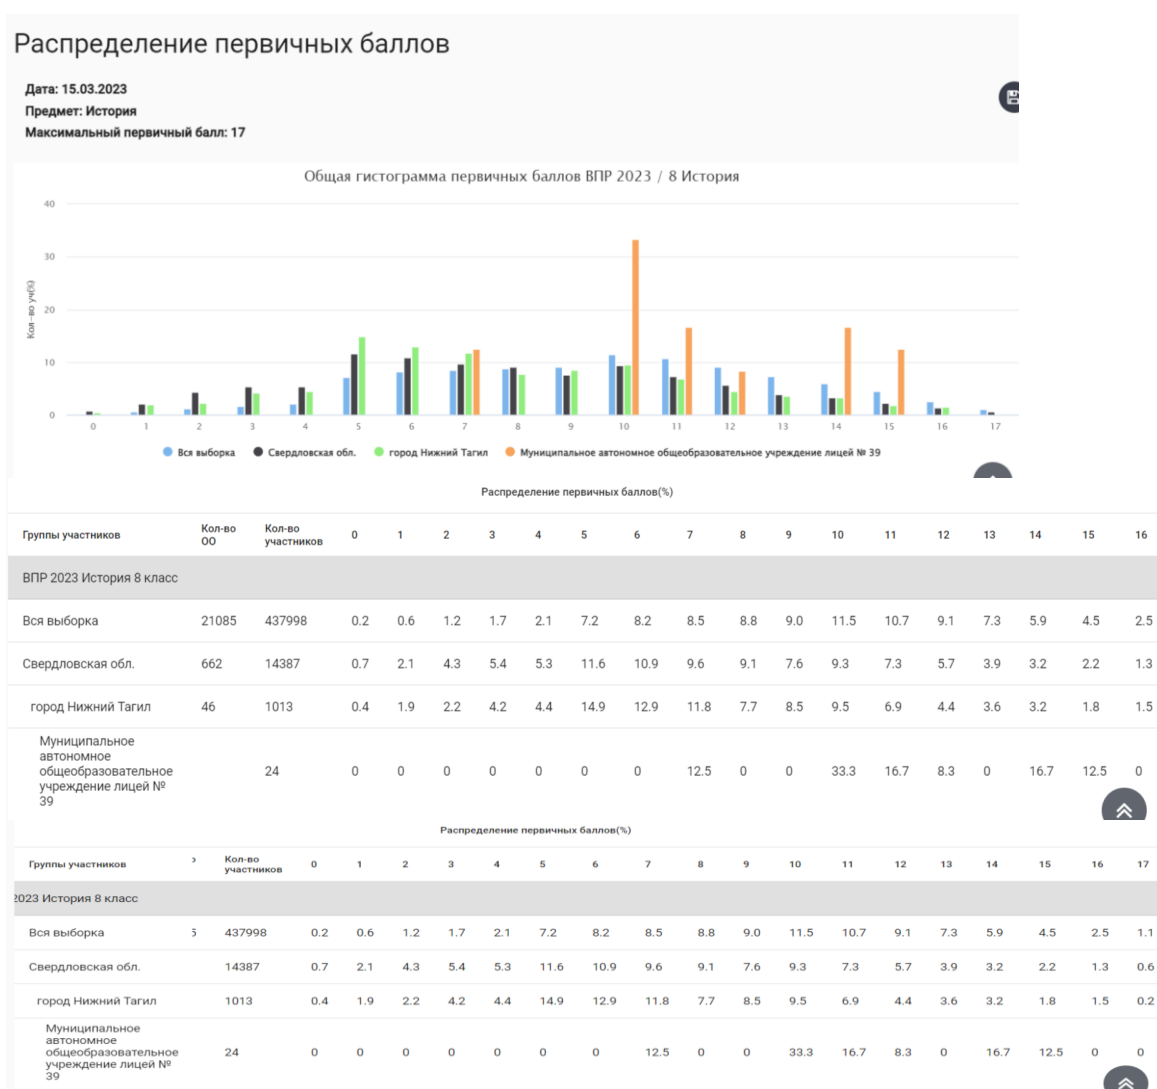 Распределение первичных баллов
Дата: 15.03.2023
Предмет: История
Максимальный первичный балл: 17
Общая гистограмма первичных баллов ВПР 2023 / 8 История
40
30
20
10
0
Кол-во уч(%)
0 1 2 3 4 5 6 7 8 9 10 11 12 13 14 15 16 17
Вся выборка Свердловская обл. город Нижний Тагил Муниципальное автономное общеобразовательное учреждение лицей № 39
Распределение первичных баллов(%)
Группы участников Кол-во ОО Кол-во участников 0 1 2 3 4 5 6 7 8 9 10 11 12 13 14 15 16
ВПР 2023 История 8 класс
Вся выборка 21085 437998 0.2 0.6 1.2 1.7 2.1 7.2 8.2 8.5 8.8 9.0 11.5 10.7 9.1 7.3 5.9 4.5 2.5
Свердловская обл. 662 14387 0.7 2.1 4.3 5.4 5.3 11.6 10.9 9.6 9.1 7.6 9.3 7.3 5.7 3.9 3.2 2.2 1.3
город Нижний Тагил 46 1013 0.4 1.9 2.2 4.2 4.4 14.9 12.9 11.8 7.7 8.5 9.5 6.9 4.4 3.6 3.2 1.8 1.5
Муниципальное
автономное
общеобразовательное
учреждение лицей №
39
24 0 0 0 0 0 0 0 12.5 0 0 33.3 16.7 8.3 0 16.7 12.5 0
Распределение первичных баллов(%)
Группы участников Кол-во участников 0 1 2 3 4 5 6 7 8 9 10 11 12 13 14 15 16 17
2023 История 8 класс
Вся выборка 5 437998 0.2 0.6 1.2 1.7 2.1 7.2 8.2 8.5 8.8 9.0 11.5 10.7 9.1 7.3 5.9 4.5 2.5 1.1
Свердловская обл. 14387 0.7 2.1 4.3 5.4 5.3 11.6 10.9 9.6 9.1 7.6 9.3 7.3 5.7 3.9 3.2 2.2 1.3 0.6
город Нижний Тагил 1013 0.4 1.9 2.2 4.2 4.4 14.9 12.9 11.8 7.7 8.5 9.5 6.9 4.4 3.6 3.2 1.8 1.5 0.2
Муниципальное
автономное
общеобразовательное
учреждение лицей №
39
24 0 0 0 0 0 0 0 12.5 0 0 33.3 16.7 8.3 0 16.7 12.5 0 0